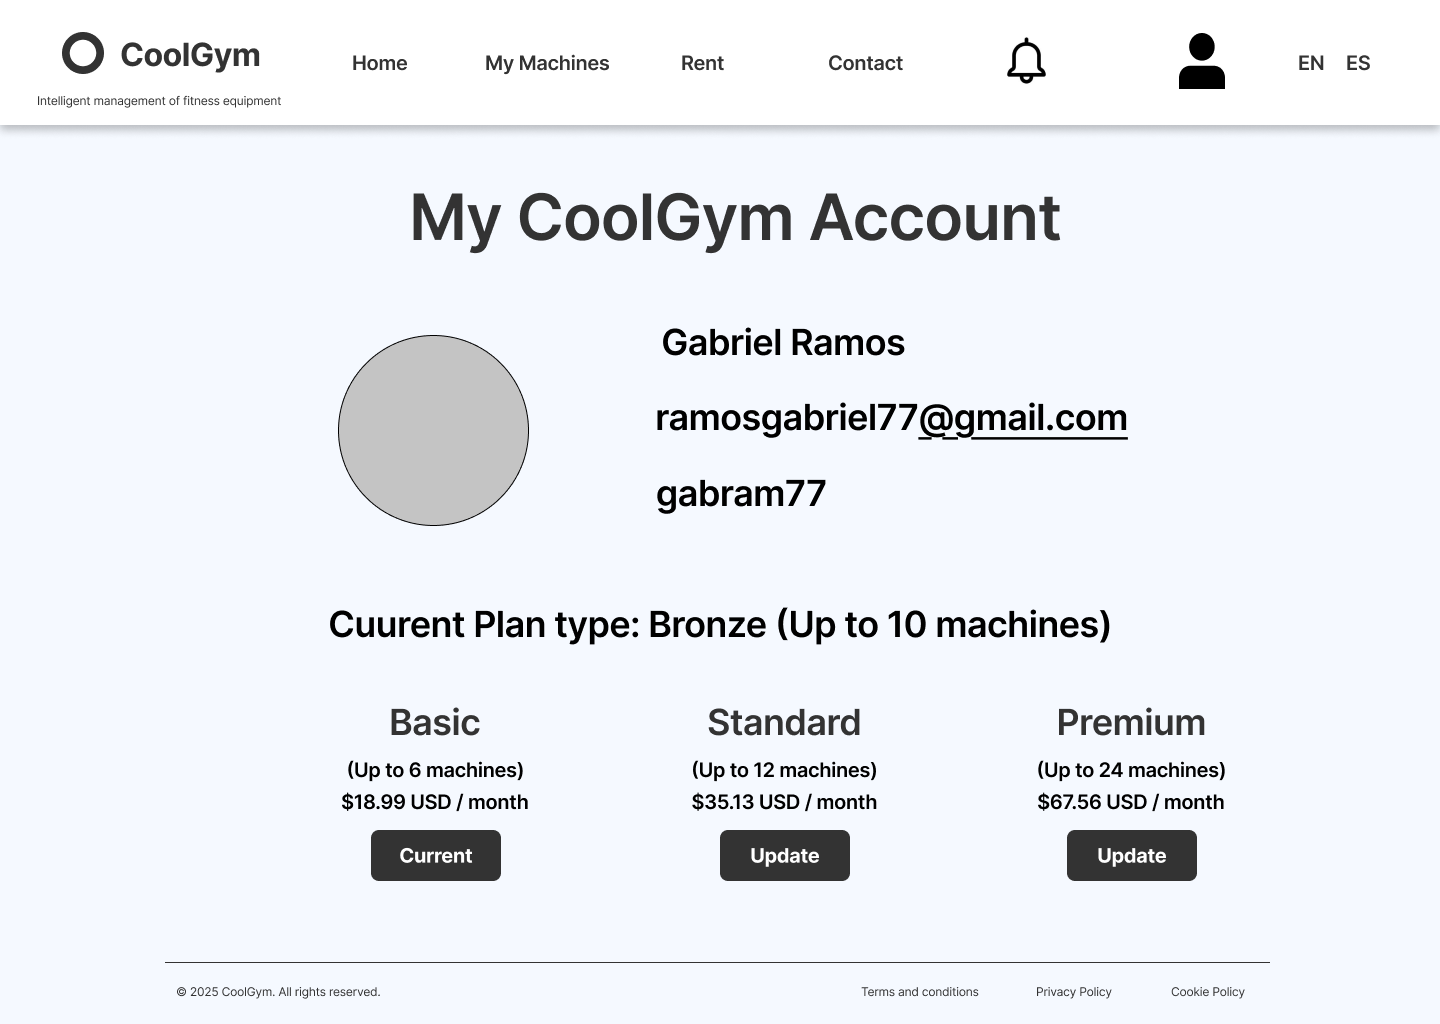 CoolGym
Home
My Machines
Rent
Contact
EN
ES
Intelligent management of fitness equipment
My CoolGym Account
Gabriel Ramos
ramosgabriel77@gmail.com
gabram77
Cuurent Plan type: Bronze (Up to 10 machines)
Basic
(Up to 6 machines)
$18.99 USD / month
Current
Standard
(Up to 12 machines)
$35.13 USD / month
Update
Premium
(Up to 24 machines)
$67.56 USD / month
Update
© 2025 CoolGym. All rights reserved.
Terms and conditions
Privacy Policy
Cookie Policy